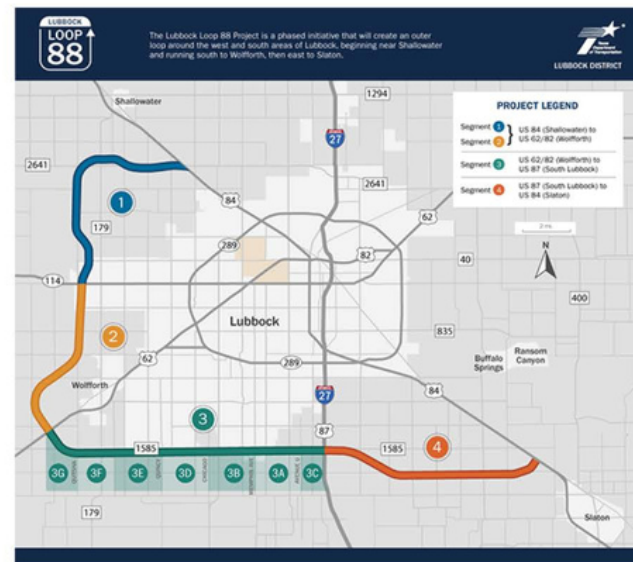 LUBBOCK
LOOP
88
The Lubbock Loop 88 Project is a phased initiative that will create an outer
loop around the west and south areas of Lubbock, beginning near Shallowater
and running south to Wolfforth, then east to Slaton.
Texas
Department
of Transportation
LUBBOCK DISTRICT
PROJECT LEGEND
Segment 1
Segment 2
US 84 (Shallowater) to
US 62/82 (Wolfforth)
Segment 3
US 62/82 (Wolfforth) to
US 87 (South Lubbock)
Segment 4
US 87 (South Lubbock) to
US 84 (Slaton)
2 mi.
N
Shallowater
1294
27
2641
2641
1
84
62
179
289
82
40
114
400
Lubbock
2
835
62
Buffalo
Springs
Ransom
Canyon
289
Wolfforth
27
84
3
87
1585
1585
4
3G
3F
3E
3D
CHICAGO
3B
3A
3C
179
Slaton